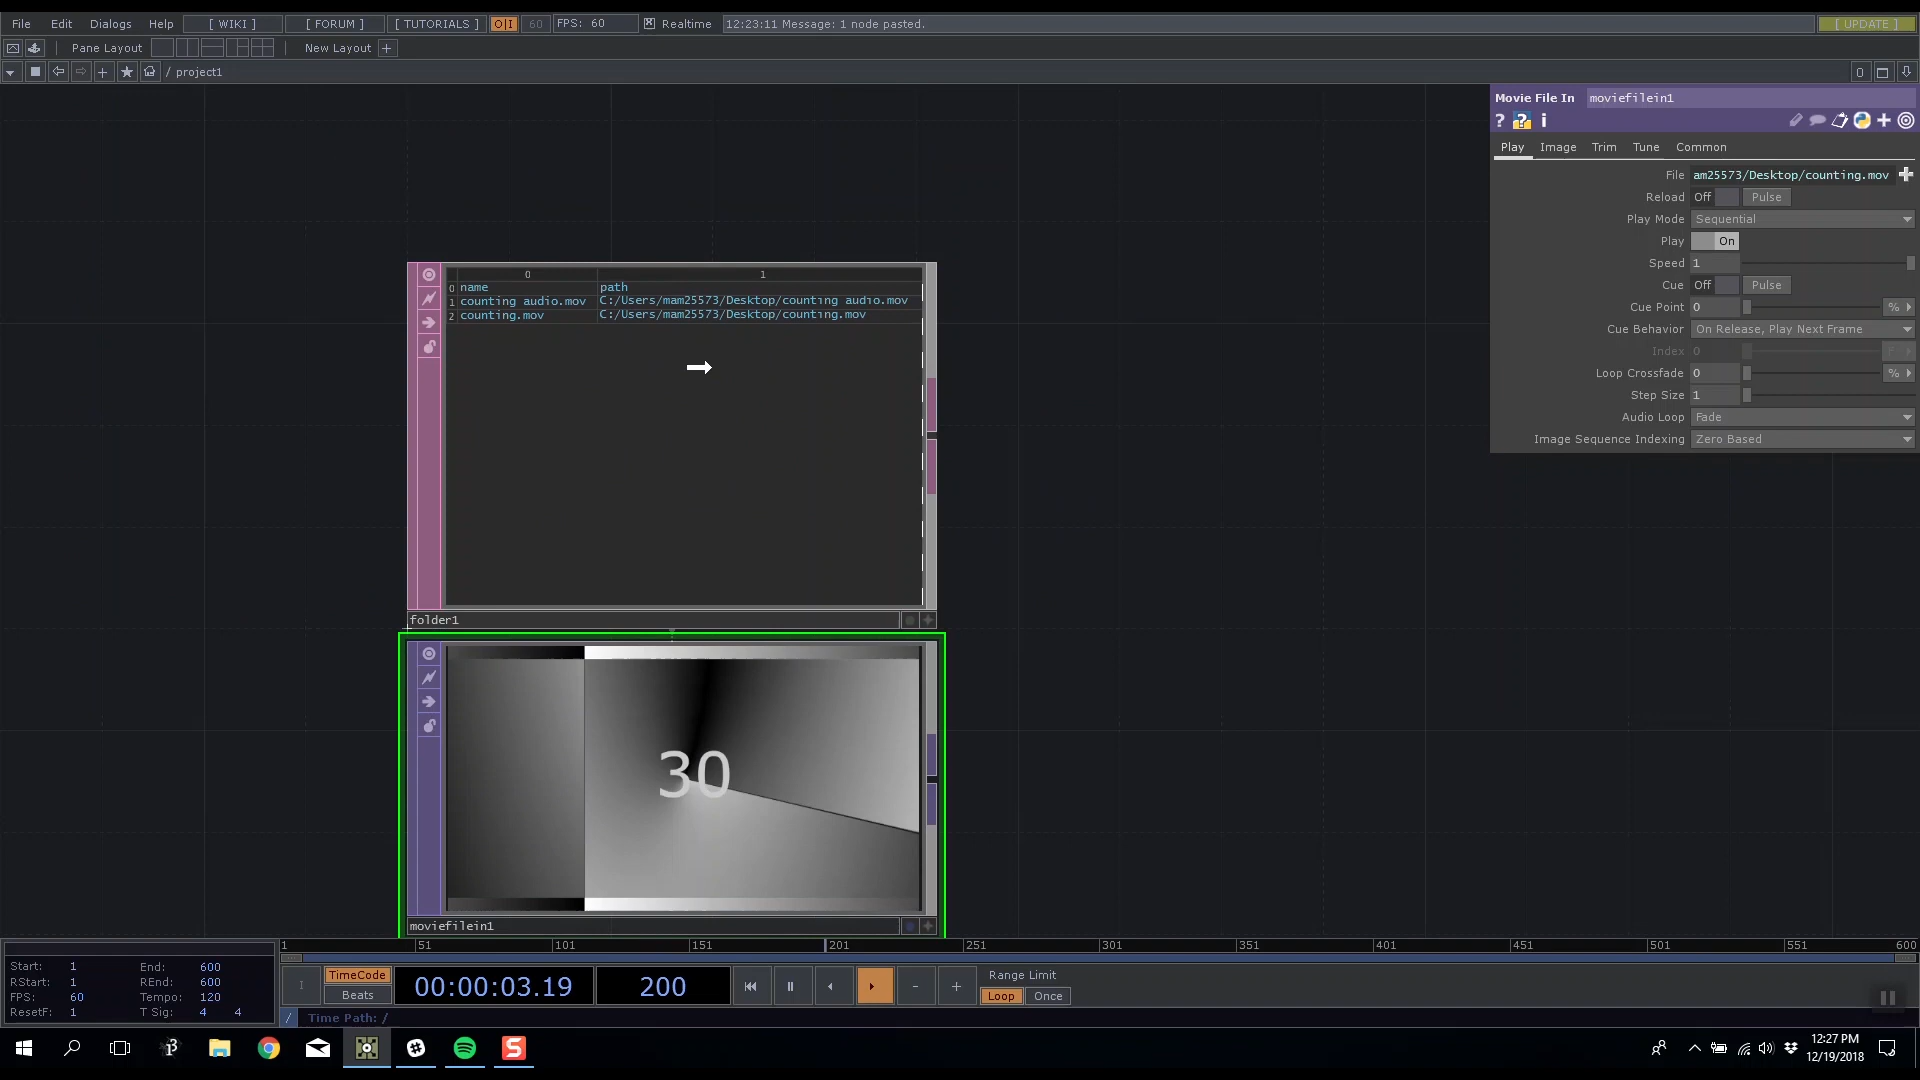 File Edit Dialogs Help [ WIKI ] [ FORUM ] [ TUTORIALS ] O|I 60 FPS: 60 Realtime 12:23:11 Message: 1 node pasted. [ UPDATE ]
Pane Layout New Layout +
/ project1 0
Movie File In moviefilein1
? ? i
Play Image Trim Tune Common
File am25573/Desktop/counting.mov
Reload Off Pulse
Play Mode Sequential
Play On
Speed 1
Cue Off Pulse
Cue Point 0 %
Cue Behavior On Release, Play Next Frame
Index 0 F
Loop Crossfade 0 %
Step Size 1
Audio Loop Fade
Image Sequence Indexing Zero Based
0 1
0 name path
1 counting audio.mov C:/Users/mam25573/Desktop/counting audio.mov
2 counting.mov C:/Users/mam25573/Desktop/counting.mov
folder1
30
moviefilein1
1 51 101 151 201 251 301 351 401 451 501 551 600
Start: 1 End: 600
RStart: 1 REnd: 600
FPS: 60 Tempo: 120
ResetF: 1 T Sig: 4 4
I TimeCode Beats 00:00:03.19 200 - + Range Limit
Loop Once
/ Time Path: /
12:27 PM
12/19/2018